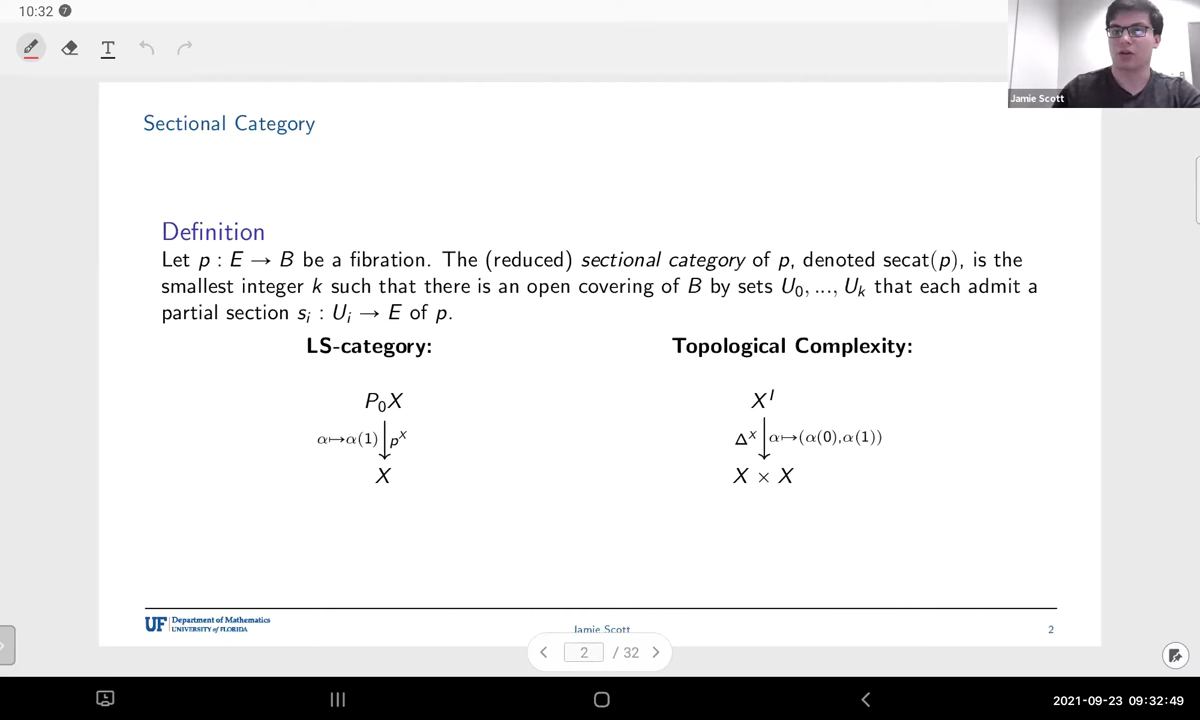 10:32 7
T
Jamie Scott
Sectional Category
Definition
Let p : E → B be a fibration. The (reduced) sectional category of p, denoted secat(p), is the
smallest integer k such that there is an open covering of B by sets U₀, ..., Uₖ that each admit a
partial section sᵢ : Uᵢ → E of p.
LS-category:
Topological Complexity:
P₀X
α↦α(1) pˣ
X
Xᴵ
Δˣ α↦(α(0),α(1))
X × X
UF Department of Mathematics
UNIVERSITY of FLORIDA
Jamie Scott
2
2 / 32
2021-09-23 09:32:49